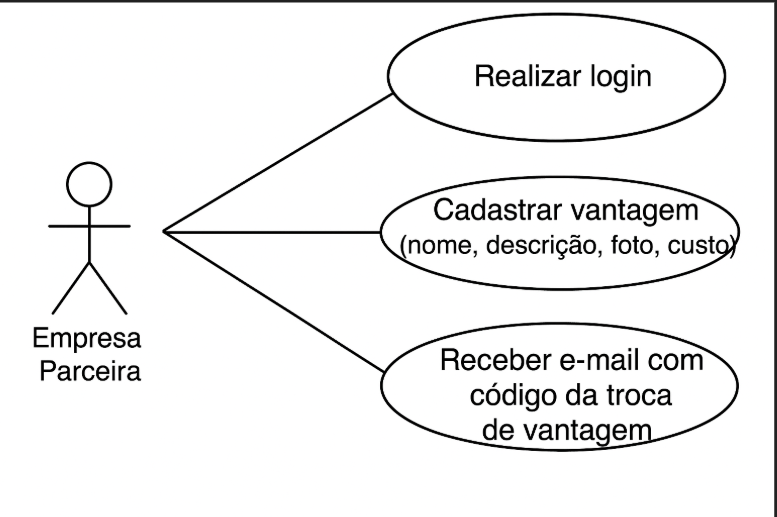 Realizar login
Cadastrar vantagem
(nome, descrição, foto, custo)
Empresa
Parceira
Receber e-mail com
código da troca
de vantagem